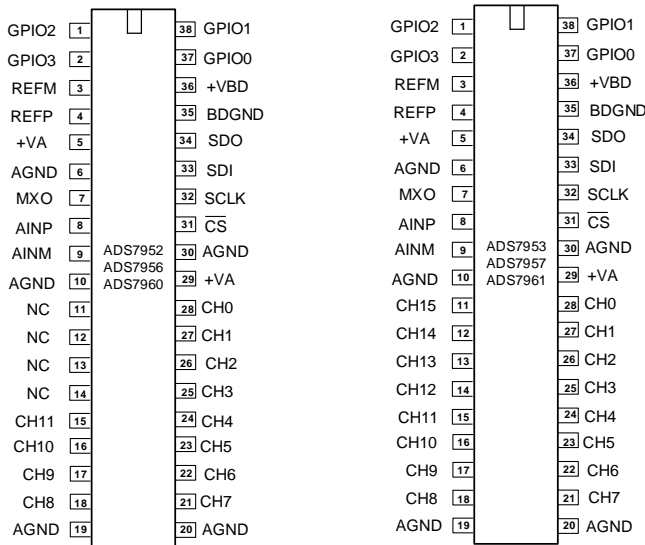 GPIO2 1 38 GPIO1
GPIO3 2 37 GPIO0
REFM 3 36 +VBD
REFP 4 35 BDGND
+VA 5 34 SDO
AGND 6 33 SDI
MXO 7 32 SCLK
AINP 8 31 CS
AINM 9 30 AGND
AGND 10 29 +VA
NC 11 28 CH0
NC 12 27 CH1
NC 13 26 CH2
NC 14 25 CH3
CH11 15 24 CH4
CH10 16 23 CH5
CH9 17 22 CH6
CH8 18 21 CH7
AGND 19 20 AGND
ADS7952
ADS7956
ADS7960
GPIO2 1 38 GPIO1
GPIO3 2 37 GPIO0
REFM 3 36 +VBD
REFP 4 35 BDGND
+VA 5 34 SDO
AGND 6 33 SDI
MXO 7 32 SCLK
AINP 8 31 CS
AINM 9 30 AGND
AGND 10 29 +VA
CH15 11 28 CH0
CH14 12 27 CH1
CH13 13 26 CH2
CH12 14 25 CH3
CH11 15 24 CH4
CH10 16 23 CH5
CH9 17 22 CH6
CH8 18 21 CH7
AGND 19 20 AGND
ADS7953
ADS7957
ADS7961